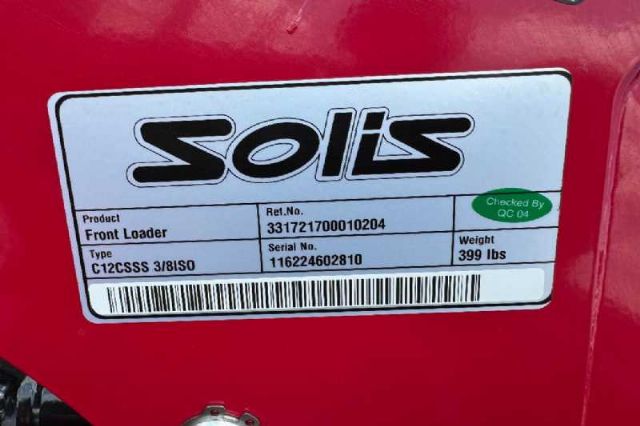 Solis
Product
Front Loader
Ref.No.
331721700010204
Checked By
QC 04
Type
C12CSSS 3/8ISO
Serial No.
116224602810
Weight
399 lbs